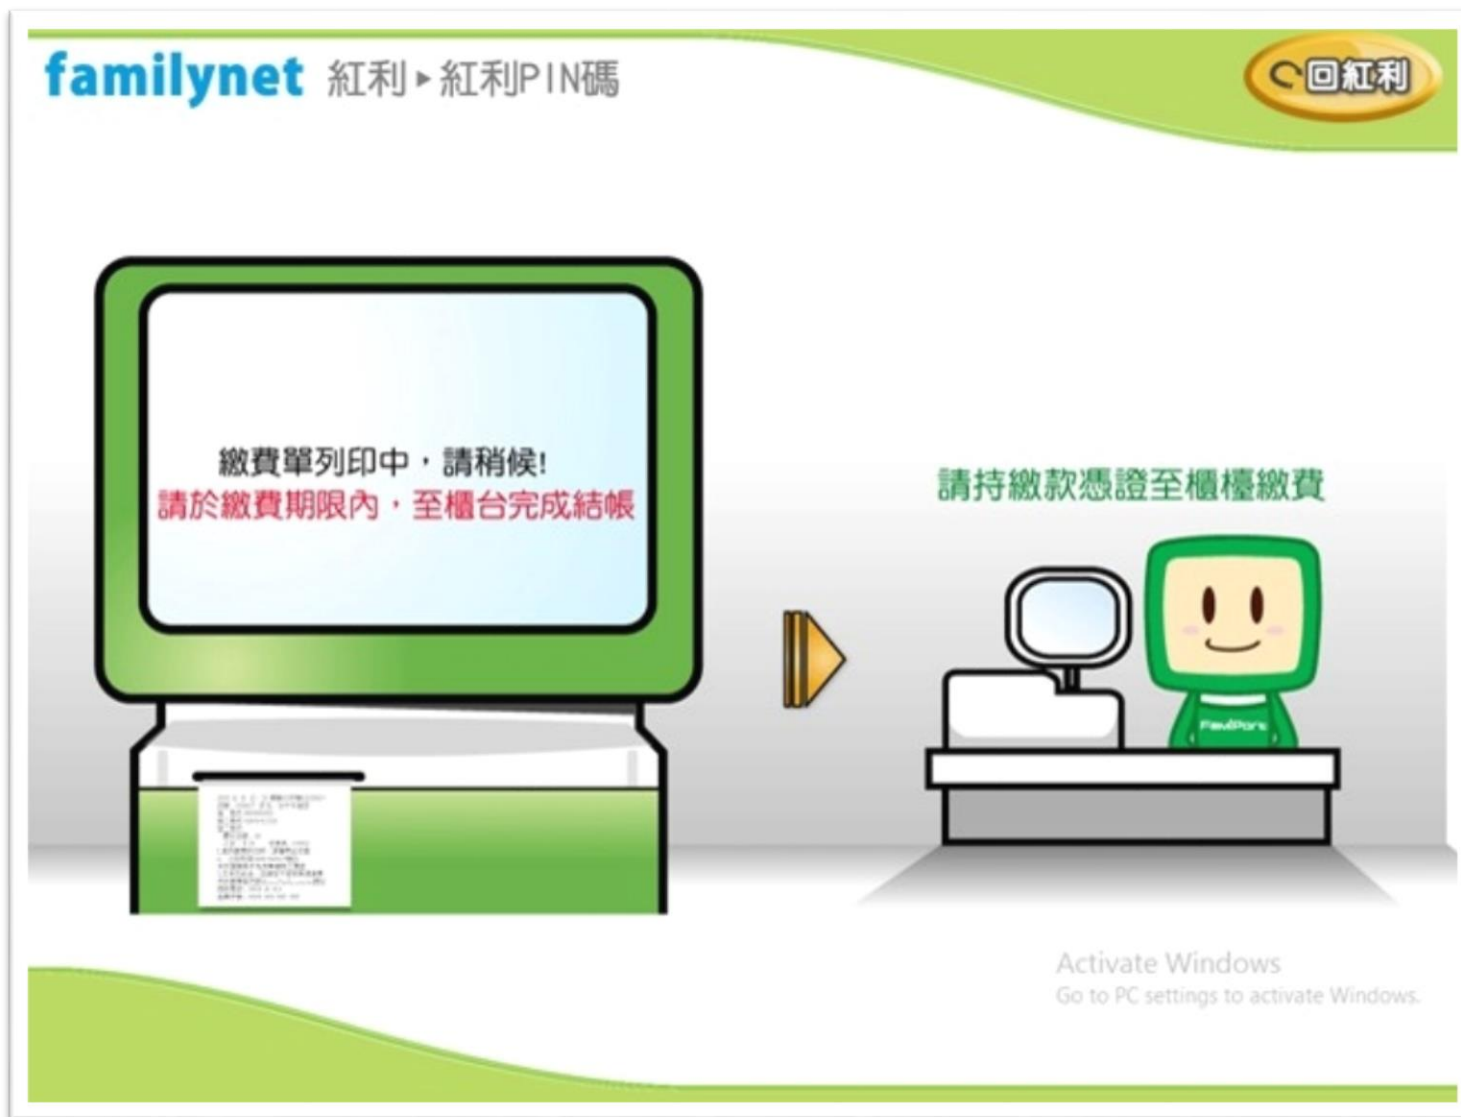 familynet 紅利▸紅利PIN碼
回紅利
繳費單列印中，請稍候!
請於繳費期限內，至櫃台完成結帳
請持繳款憑證至櫃檯繳費
FamiPort
Activate Windows
Go to PC settings to activate Windows.